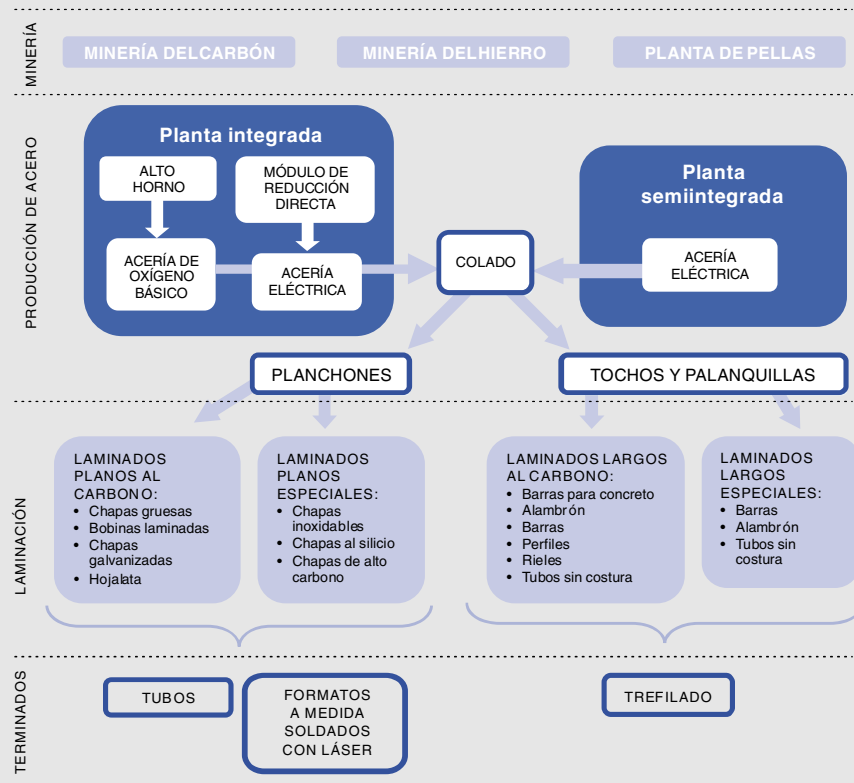 MINERÍA
MINERÍA DELCARBÓN
MINERÍA DELHIERRO
PLANTA DE PELLAS
PRODUCCIÓN DE ACERO
Planta integrada
ALTO
HORNO
MÓDULO DE
REDUCCIÓN
DIRECTA
ACERÍA DE
OXÍGENO
BÁSICO
ACERÍA
ELÉCTRICA
COLADO
Planta
semiintegrada
ACERÍA
ELÉCTRICA
PLANCHONES
TOCHOS Y PALANQUILLAS
LAMINACIÓN
LAMINADOS
PLANOS AL
CARBONO:
• Chapas gruesas
• Bobinas laminadas
• Chapas
galvanizadas
• Hojalata
LAMINADOS
PLANOS
ESPECIALES:
• Chapas
inoxidables
• Chapas al silicio
• Chapas de alto
carbono
LAMINADOS LARGOS
AL CARBONO:
• Barras para concreto
• Alambrón
• Barras
• Perfiles
• Rieles
• Tubos sin costura
LAMINADOS
LARGOS
ESPECIALES:
• Barras
• Alambrón
• Tubos sin
costura
TERMINADOS
TUBOS
FORMATOS
A MEDIDA
SOLDADOS
CON LÁSER
TREFILADO